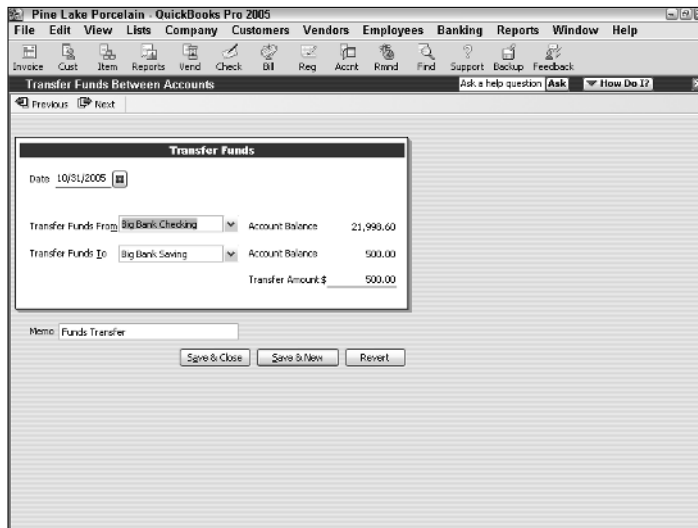 Pine Lake Porcelain - QuickBooks Pro 2005
File Edit View Lists Company Customers Vendors Employees Banking Reports Window Help
Invoice Cust Item Reports Vend Check Bill Reg Accnt Rmnd Find Support Backup Feedback
Transfer Funds Between Accounts Ask a help question Ask How Do I?
Previous Next
Transfer Funds
Date 10/31/2005
Transfer Funds From Big Bank Checking Account Balance 21,998.60
Transfer Funds To Big Bank Saving Account Balance 500.00
Transfer Amount $ 500.00
Memo Funds Transfer
Save & Close Save & New Revert